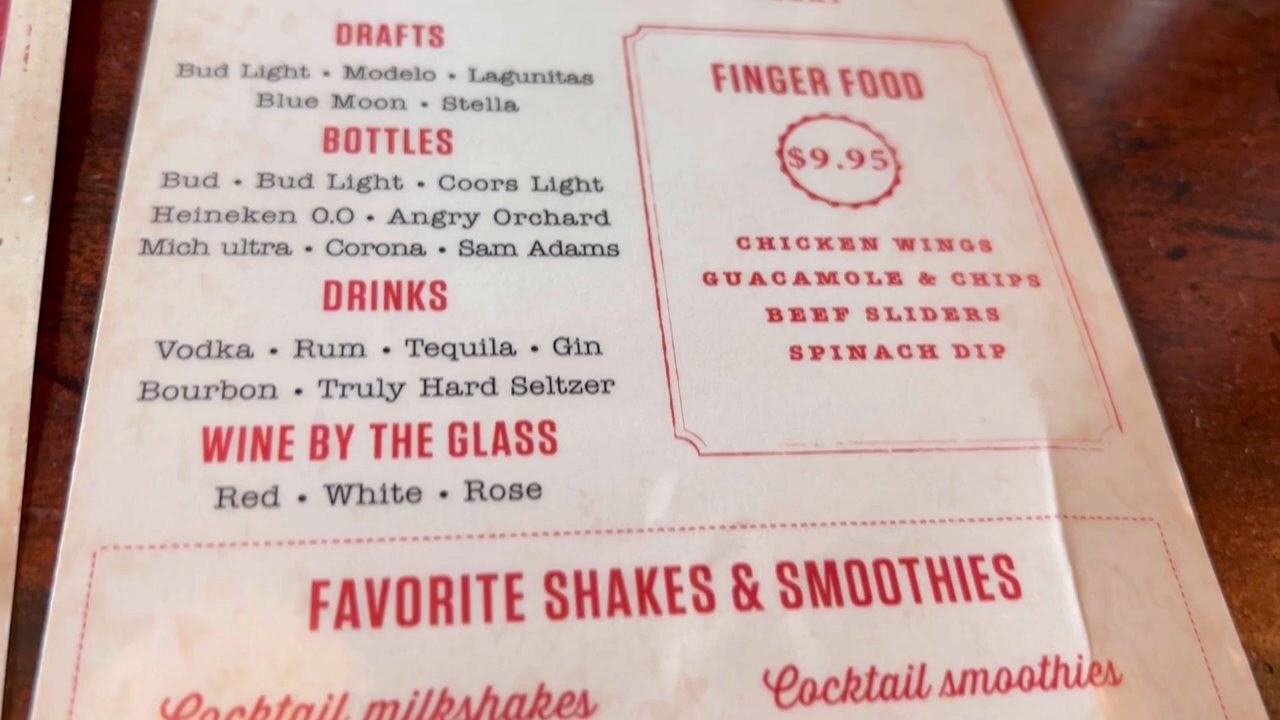 DRAFTS
Bud Light • Modelo • Lagunitas
Blue Moon • Stella
BOTTLES
Bud • Bud Light • Coors Light
Heineken 0.0 • Angry Orchard
Mich ultra • Corona • Sam Adams
DRINKS
Vodka • Rum • Tequila • Gin
Bourbon • Truly Hard Seltzer
WINE BY THE GLASS
Red • White • Rose
FINGER FOOD
$9.95
CHICKEN WINGS
GUACAMOLE & CHIPS
BEEF SLIDERS
SPINACH DIP
FAVORITE SHAKES & SMOOTHIES
Cocktail milkshakes
Cocktail smoothies